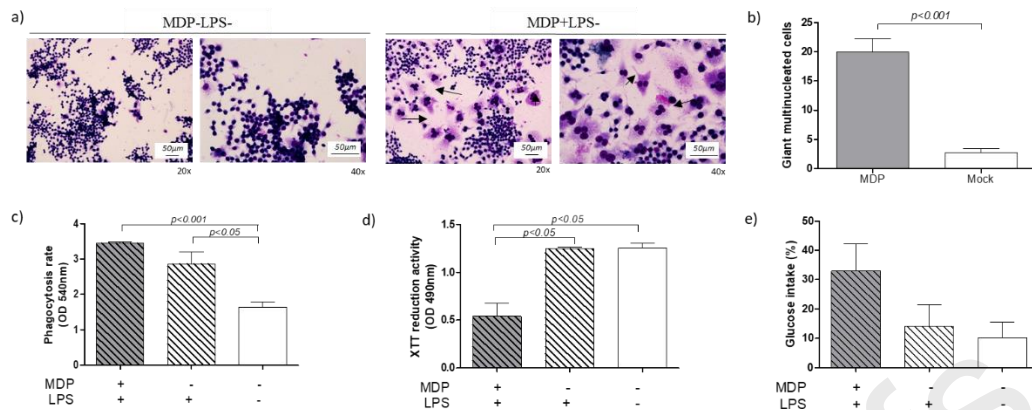 a)
MDP-LPS-
MDP+LPS-
50µm
50µm
50µm
50µm
20x
40x
20x
40x
b)
p<0.001
Giant multinucleated cells
25
20
15
10
5
0
MDP
Mock
c)
p<0.001
p<0.05
Phagocytosis rate
(OD 540nm)
4
3
2
1
0
MDP + - -
LPS + + -
d)
p<0.05
p<0.05
XTT reduction activity
(OD 490nm)
1.5
1.0
0.5
0.0
MDP + - -
LPS + + -
e)
Glucose intake (%)
50
40
30
20
10
0
MDP + - -
LPS + + -